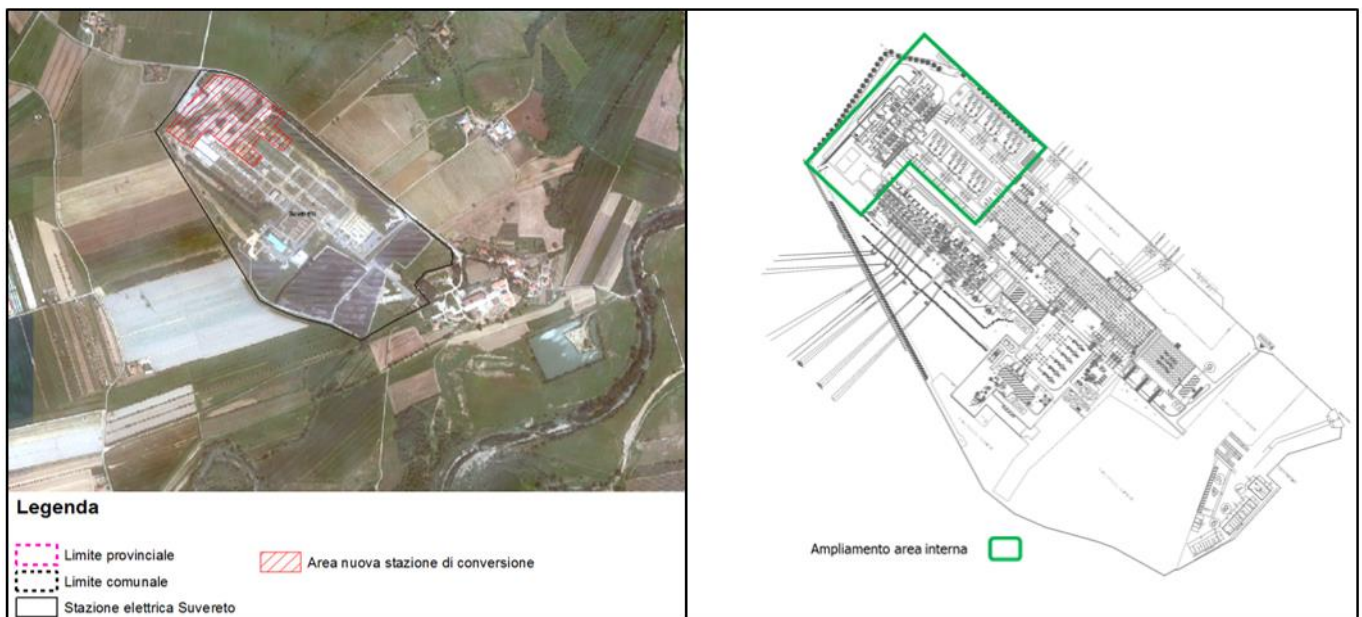 Suvereto
Legenda
Limite provinciale
Limite comunale
Stazione elettrica Suvereto
Area nuova stazione di conversione
Ampliamento area interna